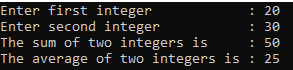 Enter first integer            : 20
Enter second integer           : 30
The sum of two integers is     : 50
The average of two integers is : 25